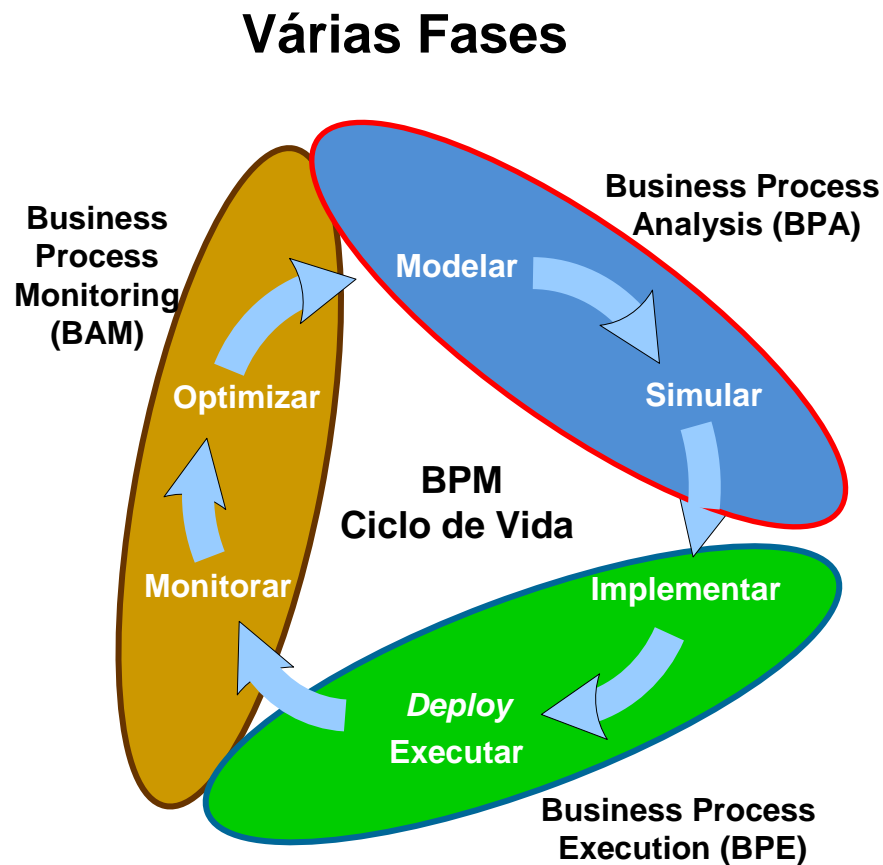 Várias Fases
Business Process
Analysis (BPA)
Business
Process
Monitoring
(BAM)
Modelar
Simular
Optimizar
BPM
Ciclo de Vida
Monitorar
Implementar
Deploy
Executar
Business Process
Execution (BPE)